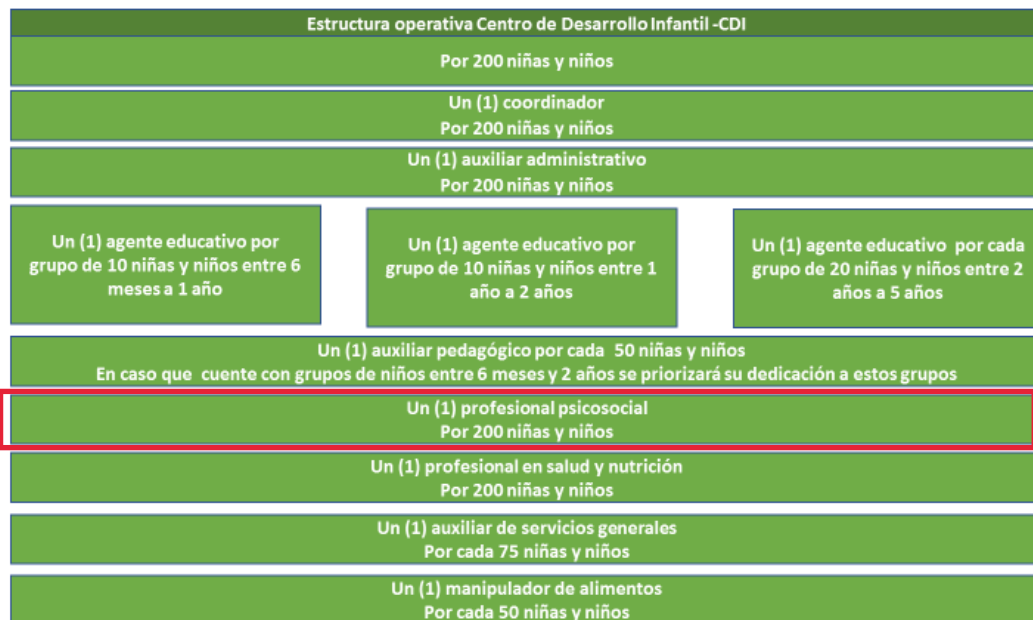 Estructura operativa Centro de Desarrollo Infantil -CDI
Por 200 niñas y niños
Un (1) coordinador
Por 200 niñas y niños
Un (1) auxiliar administrativo
Por 200 niñas y niños
Un (1) agente educativo por
grupo de 10 niñas y niños entre 6
meses a 1 año
Un (1) agente educativo por
grupo de 10 niñas y niños entre 1
año a 2 años
Un (1) agente educativo por cada
grupo de 20 niñas y niños entre 2
años a 5 años
Un (1) auxiliar pedagógico por cada 50 niñas y niños
En caso que cuente con grupos de niños entre 6 meses y 2 años se priorizará su dedicación a estos grupos
Un (1) profesional psicosocial
Por 200 niñas y niños
Un (1) profesional en salud y nutrición
Por 200 niñas y niños
Un (1) auxiliar de servicios generales
Por cada 75 niñas y niños
Un (1) manipulador de alimentos
Por cada 50 niñas y niños